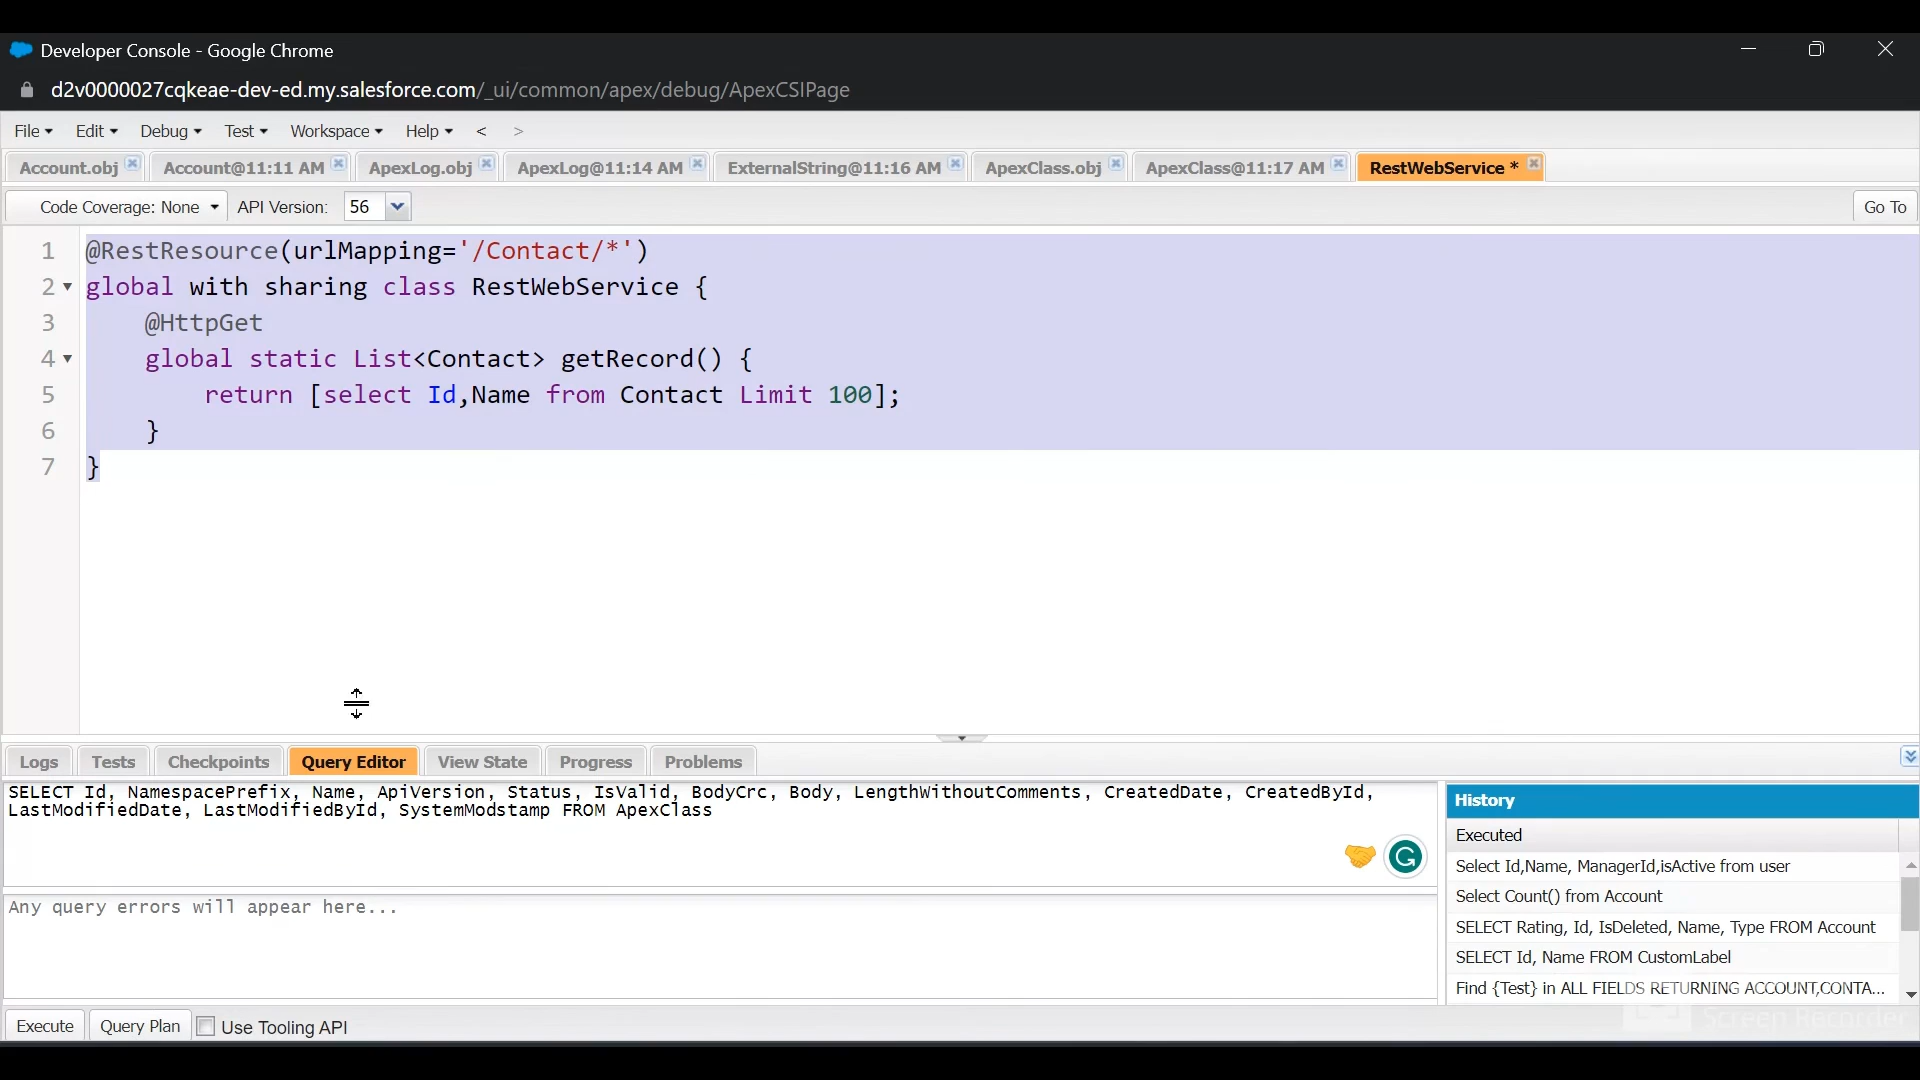 Developer Console - Google Chrome
d2v0000027cqkeae-dev-ed.my.salesforce.com/_ui/common/apex/debug/ApexCSIPage
File Edit Debug Test Workspace Help < >
Account.obj Account@11:11 AM ApexLog.obj ApexLog@11:14 AM ExternalString@11:16 AM ApexClass.obj ApexClass@11:17 AM RestWebService *
Code Coverage: None API Version: 56 Go To
1 @RestResource(urlMapping='/Contact/*')
2 global with sharing class RestWebService {
3 @HttpGet
4 global static List<Contact> getRecord() {
5 return [select Id,Name from Contact Limit 100];
6 }
7 }
Logs Tests Checkpoints Query Editor View State Progress Problems
SELECT Id, NamespacePrefix, Name, ApiVersion, Status, IsValid, BodyCrc, Body, LengthWithoutComments, CreatedDate, CreatedById,
LastModifiedDate, LastModifiedById, SystemModstamp FROM ApexClass
Any query errors will appear here...
History
Executed
Select Id,Name, ManagerId,isActive from user
Select Count() from Account
SELECT Rating, Id, IsDeleted, Name, Type FROM Account
SELECT Id, Name FROM CustomLabel
Find {Test} in ALL FIELDS RETURNING ACCOUNT,CONTA...
Execute Query Plan Use Tooling API
Screen Recorder